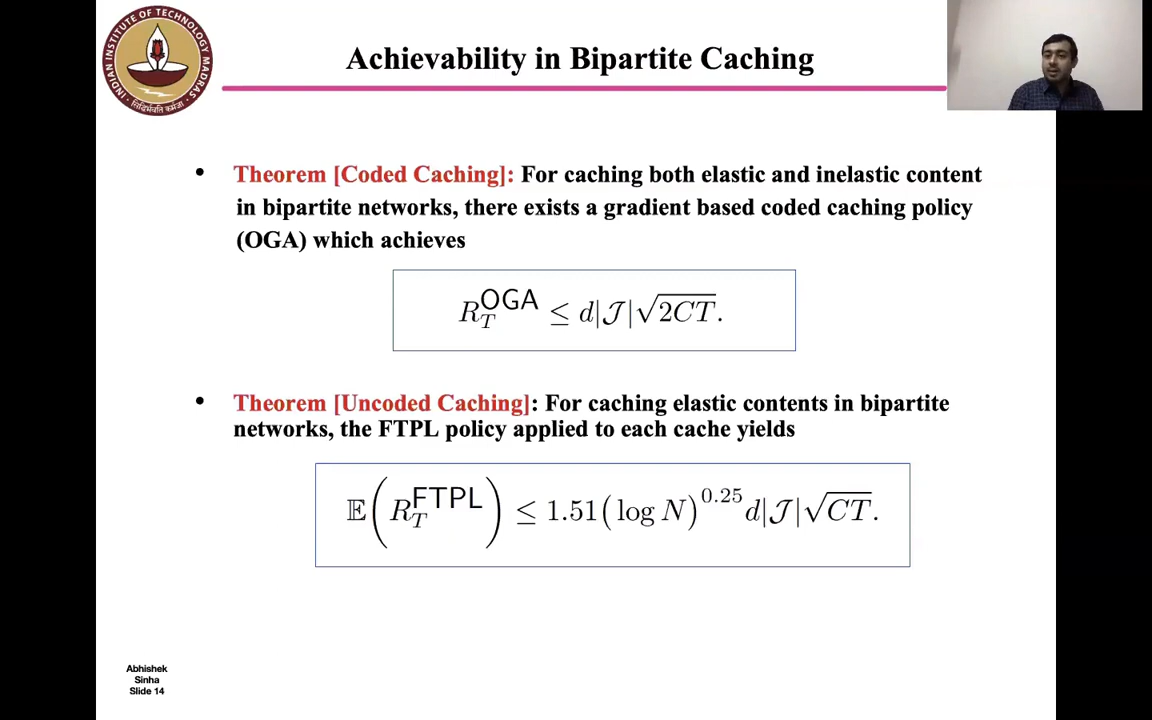 INDIAN INSTITUTE OF TECHNOLOGY MADRAS
सिद्धिर्भवति कर्मजा
Achievability in Bipartite Caching
• Theorem [Coded Caching]: For caching both elastic and inelastic content
in bipartite networks, there exists a gradient based coded caching policy
(OGA) which achieves
R_T^OGA ≤ d|𝒥|√2CT.
• Theorem [Uncoded Caching]: For caching elastic contents in bipartite
networks, the FTPL policy applied to each cache yields
𝔼(R_T^FTPL) ≤ 1.51(log N)^0.25 d|𝒥|√CT.
Abhishek
Sinha
Slide 14